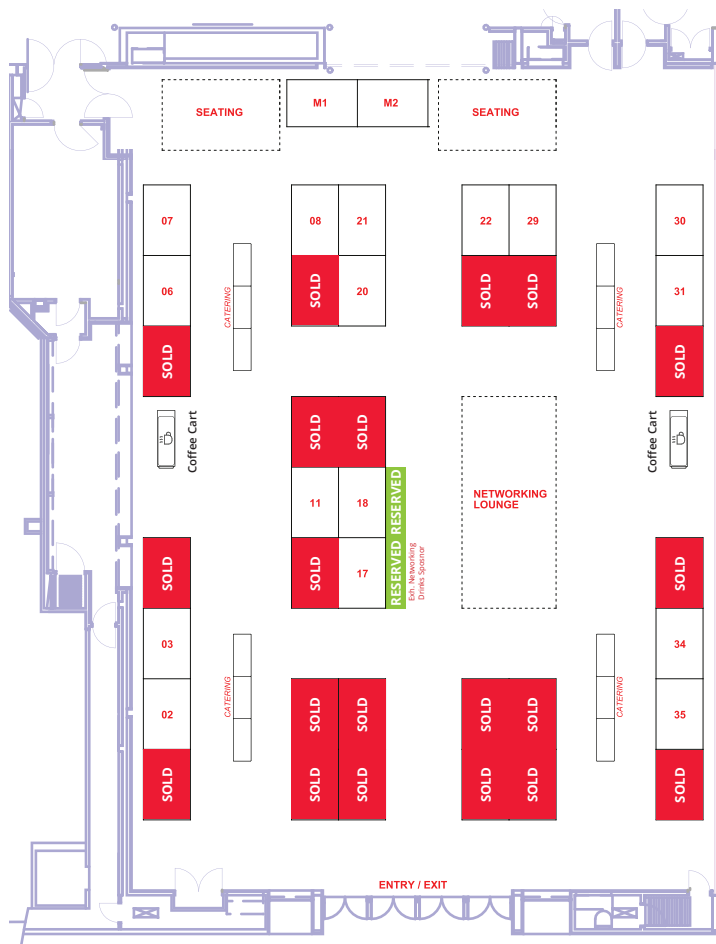 SEATING
M1
M2
SEATING
07
08
21
22
29
30
06
SOLD
20
SOLD
SOLD
31
CATERING
CATERING
SOLD
SOLD
Coffee Cart
SOLD
SOLD
Coffee Cart
11
18
RESERVED
NETWORKING
LOUNGE
SOLD
SOLD
17
RESERVED
Exh. Networking
Drinks Sposnor
SOLD
03
34
CATERING
CATERING
02
SOLD
SOLD
SOLD
SOLD
35
SOLD
SOLD
SOLD
SOLD
SOLD
SOLD
ENTRY / EXIT